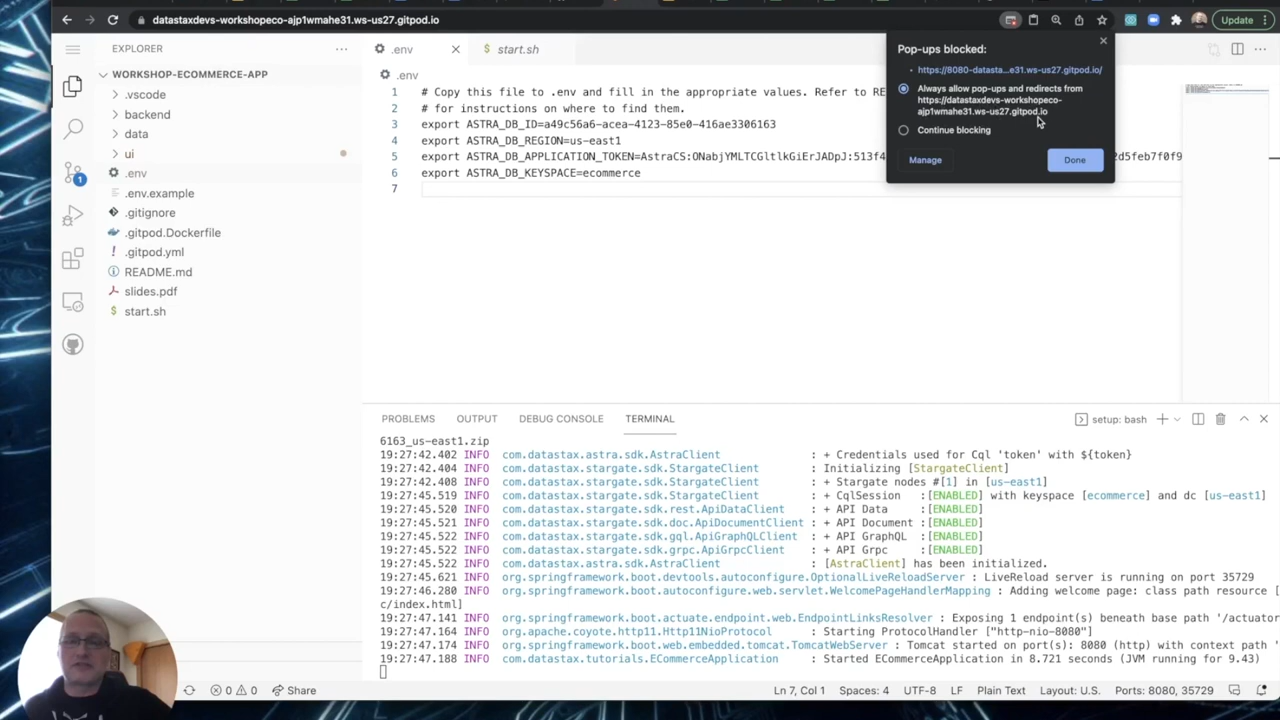 datastaxdevs-workshopeco-ajp1wmahe31.ws-us27.gitpod.io
Update
EXPLORER
WORKSHOP-ECOMMERCE-APP
.vscode
backend
data
ui
.env
.env.example
.gitignore
.gitpod.Dockerfile
.gitpod.yml
README.md
slides.pdf
start.sh
1
.env
start.sh
.env
1 # Copy this file to .env and fill in the appropriate values. Refer to RE
2 # for instructions on where to find them.
3 export ASTRA_DB_ID=a49c56a6-acea-4123-85e0-416ae3306163
4 export ASTRA_DB_REGION=us-east1
5 export ASTRA_DB_APPLICATION_TOKEN=AstraCS:ONabjYMLTCGltlkGiErJADpJ:513f4 2d5feb7f0f9
6 export ASTRA_DB_KEYSPACE=ecommerce
7
Pop-ups blocked:
https://8080-datasta...e31.ws-us27.gitpod.io/
Always allow pop-ups and redirects from
https://datastaxdevs-workshopeco-
ajp1wmahe31.ws-us27.gitpod.io
Continue blocking
Manage
Done
PROBLEMS OUTPUT DEBUG CONSOLE TERMINAL
setup: bash
6163_us-east1.zip
19:27:42.402 INFO com.datastax.astra.sdk.AstraClient : + Credentials used for Cql 'token' with ${token}
19:27:42.404 INFO com.datastax.stargate.sdk.StargateClient : Initializing [StargateClient]
19:27:42.408 INFO com.datastax.stargate.sdk.StargateClient : + Stargate nodes #[1] in [us-east1]
19:27:45.519 INFO com.datastax.stargate.sdk.StargateClient : + CqlSession :[ENABLED] with keyspace [ecommerce] and dc [us-east1]
19:27:45.520 INFO com.datastax.stargate.sdk.rest.ApiDataClient : + API Data :[ENABLED]
19:27:45.521 INFO com.datastax.stargate.sdk.doc.ApiDocumentClient : + API Document :[ENABLED]
19:27:45.522 INFO com.datastax.stargate.sdk.gql.ApiGraphQLClient : + API GraphQL :[ENABLED]
19:27:45.522 INFO com.datastax.stargate.sdk.grpc.ApiGrpcClient : + API Grpc :[ENABLED]
19:27:45.522 INFO com.datastax.astra.sdk.AstraClient : [AstraClient] has been initialized.
19:27:45.621 INFO org.springframework.boot.devtools.autoconfigure.OptionalLiveReloadServer : LiveReload server is running on port 35729
19:27:46.280 INFO org.springframework.boot.autoconfigure.web.servlet.WelcomePageHandlerMapping : Adding welcome page: class path resource [
c/index.html]
19:27:47.141 INFO org.springframework.boot.actuate.endpoint.web.EndpointLinksResolver : Exposing 1 endpoint(s) beneath base path '/actuator
19:27:47.164 INFO org.apache.coyote.http11.Http11NioProtocol : Starting ProtocolHandler ["http-nio-8080"]
19:27:47.174 INFO org.springframework.boot.web.embedded.tomcat.TomcatWebServer : Tomcat started on port(s): 8080 (http) with context path '
19:27:47.188 INFO com.datastax.tutorials.ECommerceApplication : Started ECommerceApplication in 8.721 seconds (JVM running for 9.43)
0 0 Share
Ln 7, Col 1 Spaces: 4 UTF-8 LF Plain Text Layout: U.S. Ports: 8080, 35729